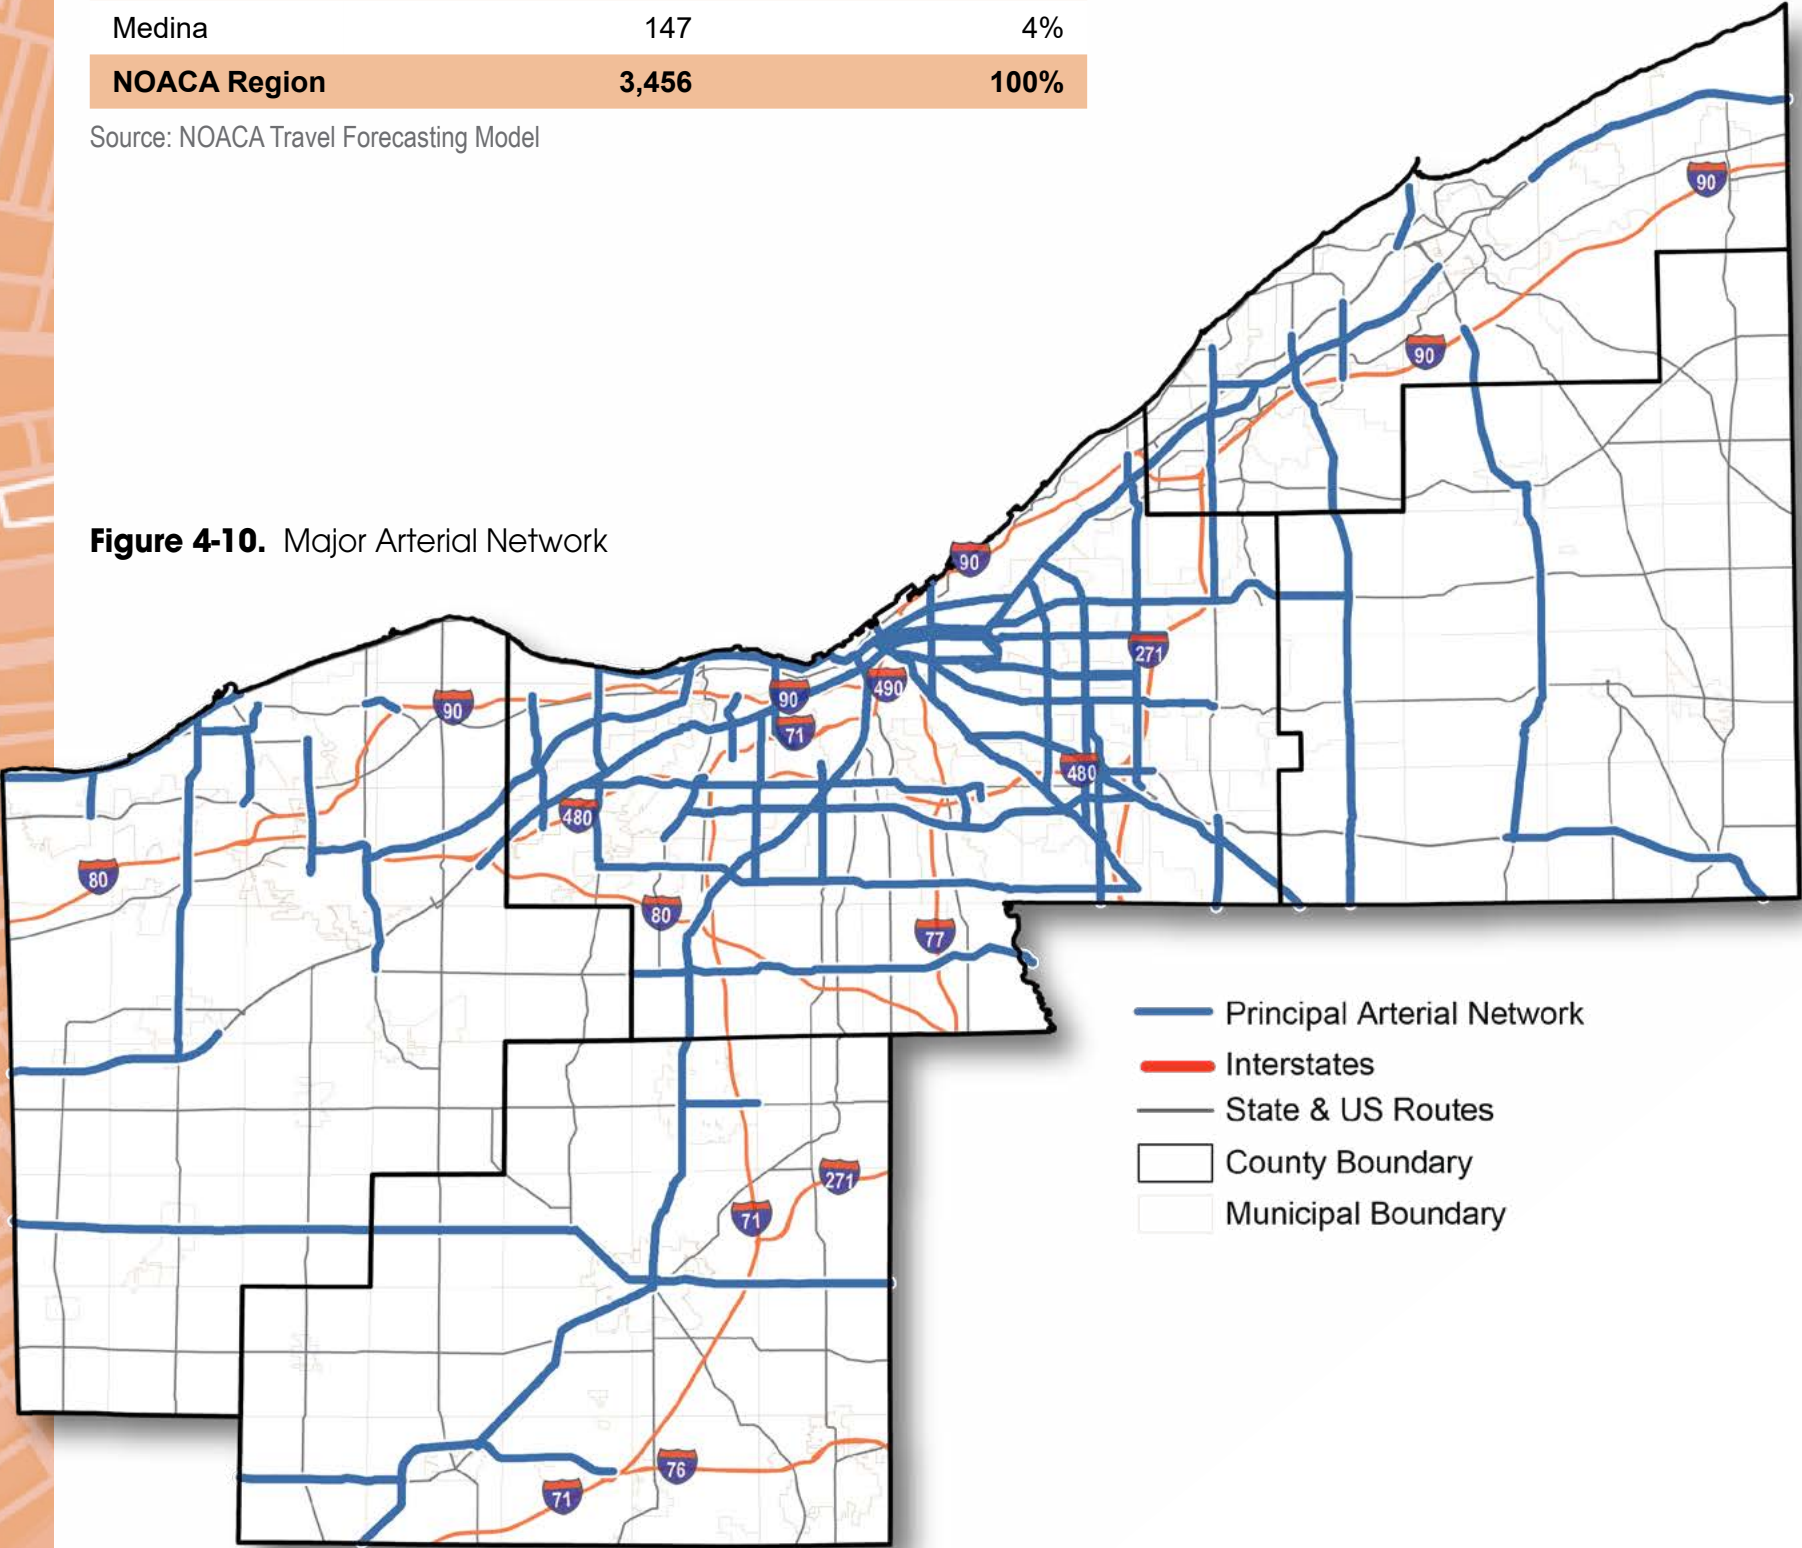 Medina 147 4%
NOACA Region 3,456 100%
Source: NOACA Travel Forecasting Model
90
90
Figure 4-10. Major Arterial Network
90
271
490
90
90
71
480
480
80
80
77
Principal Arterial Network
Interstates
State & US Routes
County Boundary
Municipal Boundary
271
71
76
71